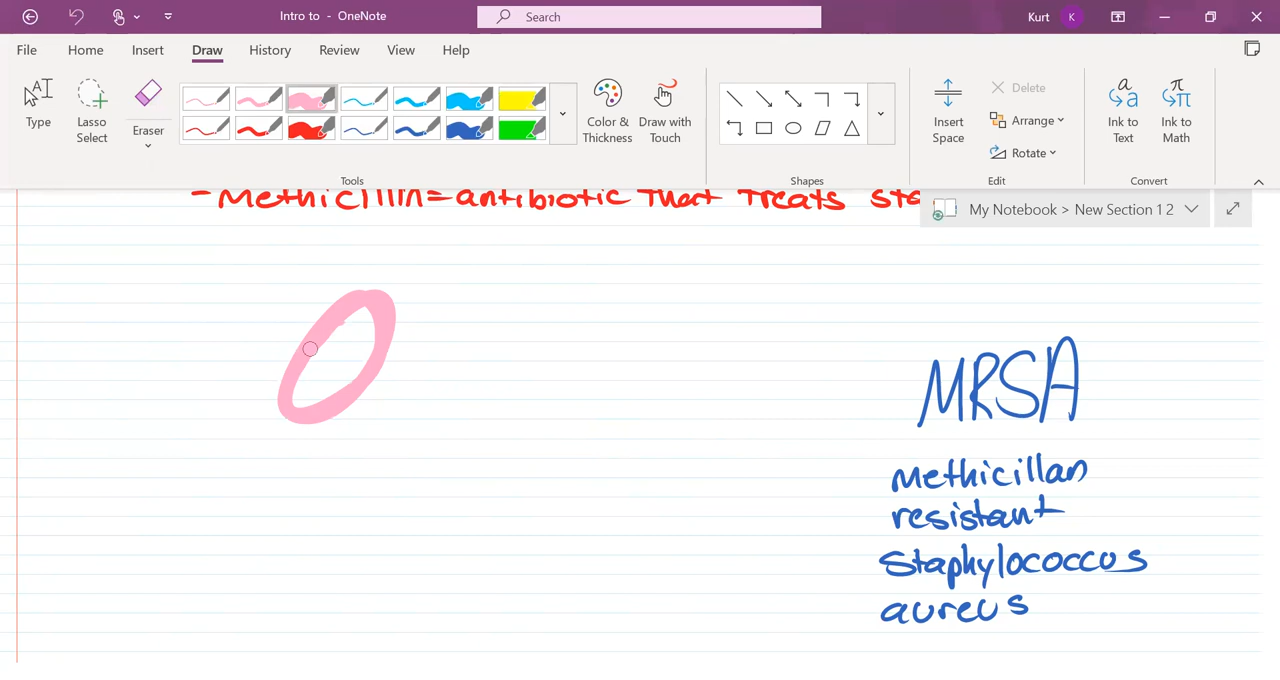 Intro to - OneNote
Search
Kurt K
File Home Insert Draw History Review View Help
Type
Lasso Select
Eraser
Color & Thickness
Draw with Touch
Insert Space
Delete
Arrange
Rotate
Ink to Text
Ink to Math
Tools Shapes Edit Convert
- Methicillin = antibiotic that treats sta
My Notebook > New Section 1 2
MRSA
Methicillan
resistant
Staphylococcus
aureus